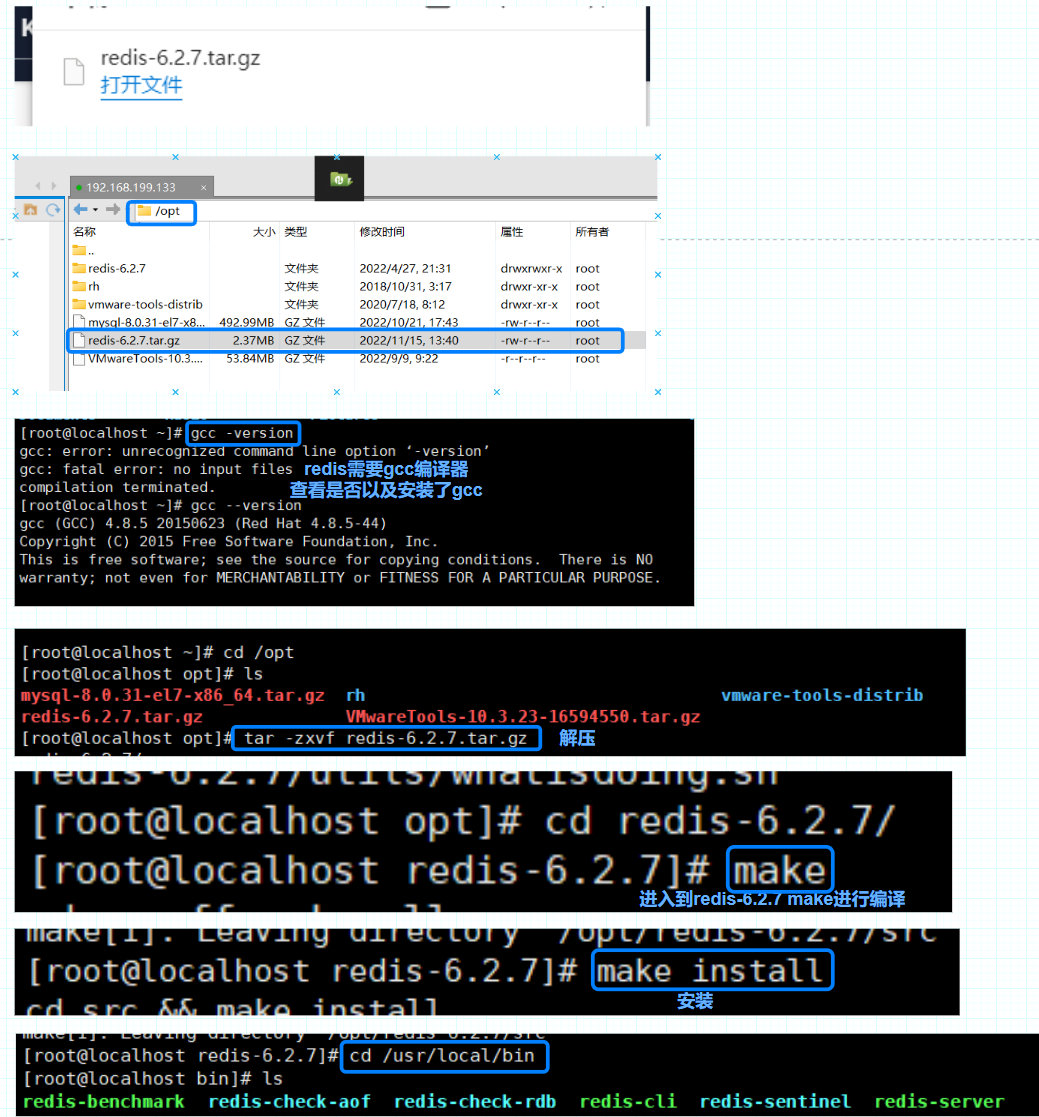 redis-6.2.7.tar.gz
打开文件
192.168.199.133 ×
/opt
名称 大小 类型 修改时间 属性 所有者
..
redis-6.2.7 文件夹 2022/4/27, 21:31 drwxrwxr-x root
rh 文件夹 2018/10/31, 3:17 drwxr-xr-x root
vmware-tools-distrib 文件夹 2020/7/18, 8:12 drwxr-xr-x root
mysql-8.0.31-el7-x8... 492.99MB GZ 文件 2022/10/21, 17:43 -rw-r--r-- root
redis-6.2.7.tar.gz 2.37MB GZ 文件 2022/11/15, 13:40 -rw-r--r-- root
VMwareTools-10.3.... 53.84MB GZ 文件 2022/9/9, 9:22 -r--r--r-- root
[root@localhost ~]# gcc -version
gcc: error: unrecognized command line option ‘-version’
gcc: fatal error: no input files redis需要gcc编译器
compilation terminated. 查看是否以及安装了gcc
[root@localhost ~]# gcc --version
gcc (GCC) 4.8.5 20150623 (Red Hat 4.8.5-44)
Copyright (C) 2015 Free Software Foundation, Inc.
This is free software; see the source for copying conditions.  There is NO
warranty; not even for MERCHANTABILITY or FITNESS FOR A PARTICULAR PURPOSE.
[root@localhost ~]# cd /opt
[root@localhost opt]# ls
mysql-8.0.31-el7-x86_64.tar.gz rh vmware-tools-distrib
redis-6.2.7.tar.gz VMwareTools-10.3.23-16594550.tar.gz
[root@localhost opt]# tar -zxvf redis-6.2.7.tar.gz 解压
redis-6.2.7/utils/whatisdoing.sh
[root@localhost opt]# cd redis-6.2.7/
[root@localhost redis-6.2.7]# make
进入到redis-6.2.7 make进行编译
make[1]: Leaving directory `/opt/redis-6.2.7/src
[root@localhost redis-6.2.7]# make install
安装
cd src && make install
make[1]: Leaving directory `/opt/redis-6.2.7/src'
[root@localhost redis-6.2.7]# cd /usr/local/bin
[root@localhost bin]# ls
redis-benchmark redis-check-aof redis-check-rdb redis-cli redis-sentinel redis-server